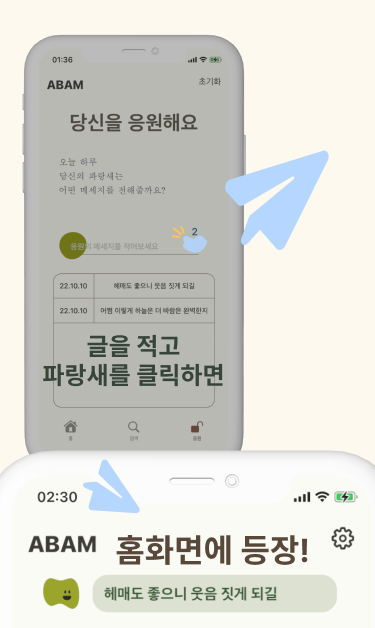 01:36
ABAM
초기화
당신을 응원해요
오늘 하루
당신의 파랑새는
어떤 메세지를 전해줄까요?
2
응원의 메세지를 적어보세요
22.10.10 헤매도 좋으니 웃음 짓게 되길
22.10.10 어쩜 이렇게 하늘은 더 바람은 완벽한지
글을 적고
파랑새를 클릭하면
홈
검색
응원
02:30
ABAM
홈화면에 등장!
헤매도 좋으니 웃음 짓게 되길